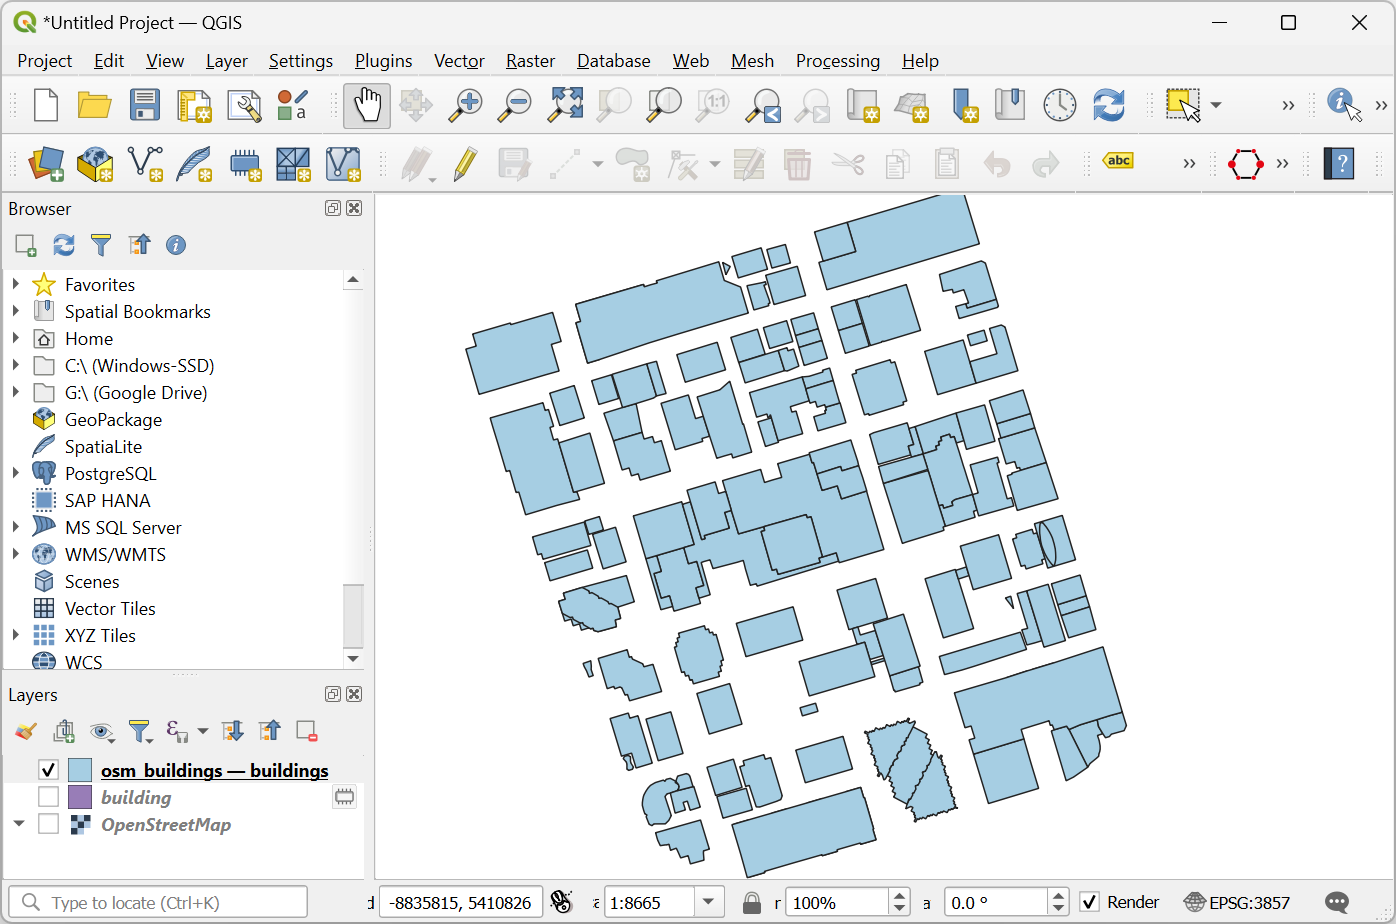 *Untitled Project — QGIS
Project Edit View Layer Settings Plugins Vector Raster Database Web Mesh Processing Help
a 1:1
abc ?
Browser
Favorites
Spatial Bookmarks
Home
C:\ (Windows-SSD)
G:\ (Google Drive)
GeoPackage
SpatiaLite
PostgreSQL
SAP HANA
MS SQL Server
WMS/WMTS
Scenes
Vector Tiles
XYZ Tiles
WCS
Layers
osm_buildings — buildings
building
OpenStreetMap
Type to locate (Ctrl+K) -8835815, 5410826 1:8665 r 100% a 0.0 ° Render EPSG:3857